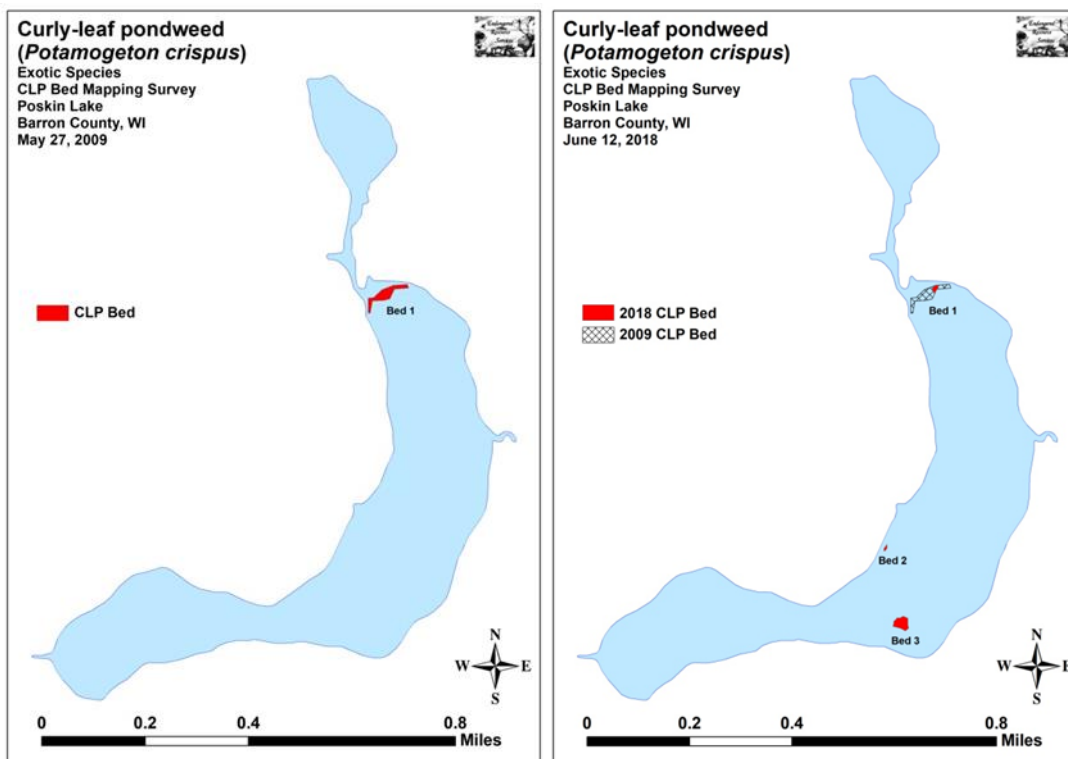 Curly-leaf pondweed
(Potamogeton crispus)
Exotic Species
CLP Bed Mapping Survey
Poskin Lake
Barron County, WI
May 27, 2009
CLP Bed
Bed 1
N
W E
S
0 0.2 0.4 0.8
Miles
Curly-leaf pondweed
(Potamogeton crispus)
Exotic Species
CLP Bed Mapping Survey
Poskin Lake
Barron County, WI
June 12, 2018
2018 CLP Bed
2009 CLP Bed
Bed 1
Bed 2
Bed 3
N
W E
S
0 0.2 0.4 0.8
Miles